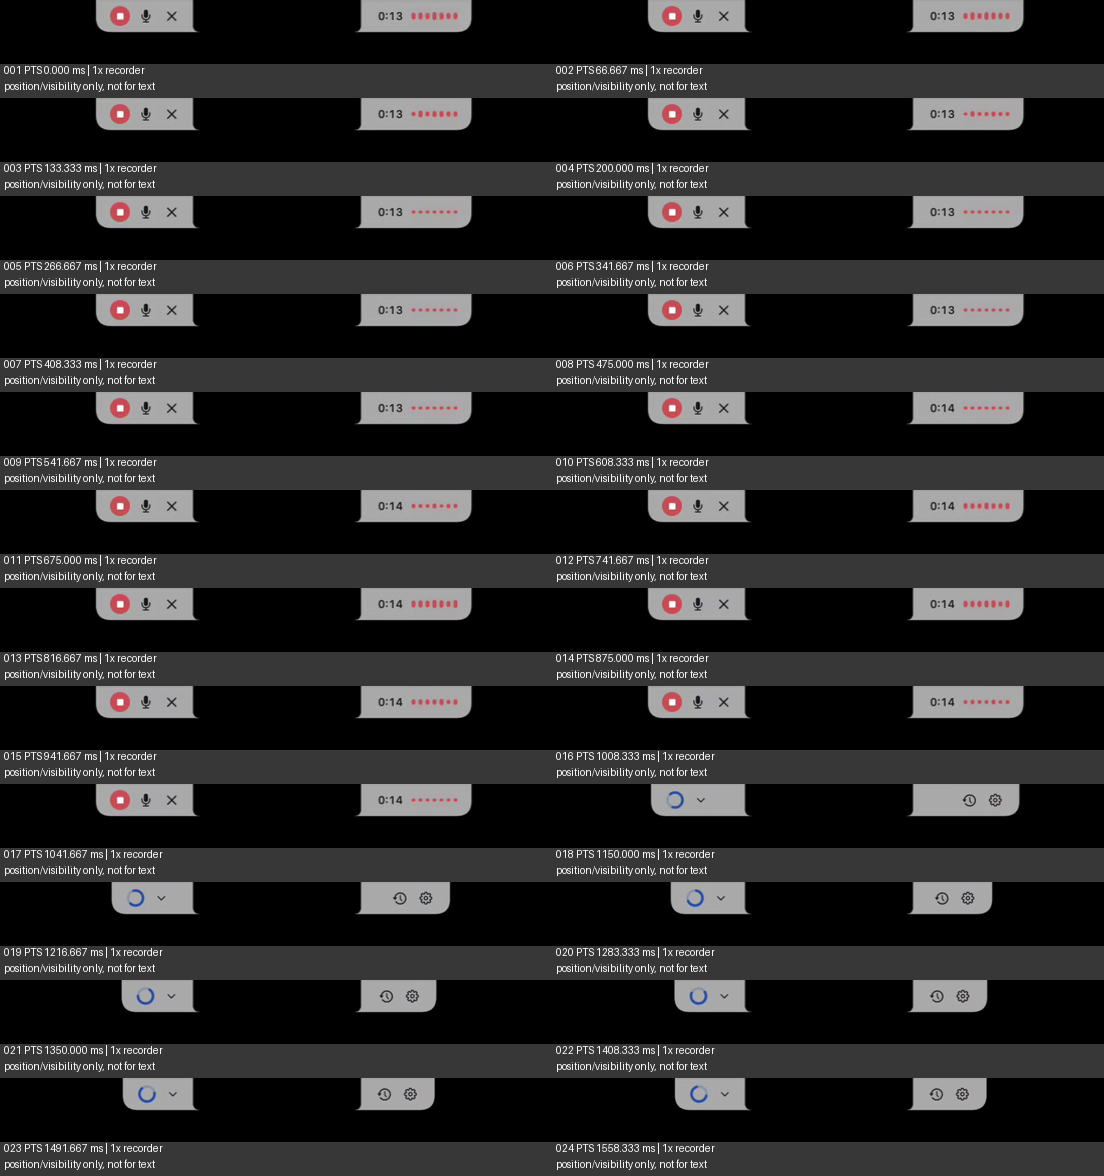 0:13 0:13
001 PTS 0.000 ms | 1x recorder 002 PTS 66.667 ms | 1x recorder
position/visibility only, not for text position/visibility only, not for text
0:13 0:13
003 PTS 133.333 ms | 1x recorder 004 PTS 200.000 ms | 1x recorder
position/visibility only, not for text position/visibility only, not for text
0:13 0:13
005 PTS 266.667 ms | 1x recorder 006 PTS 341.667 ms | 1x recorder
position/visibility only, not for text position/visibility only, not for text
0:13 0:13
007 PTS 408.333 ms | 1x recorder 008 PTS 475.000 ms | 1x recorder
position/visibility only, not for text position/visibility only, not for text
0:13 0:14
009 PTS 541.667 ms | 1x recorder 010 PTS 608.333 ms | 1x recorder
position/visibility only, not for text position/visibility only, not for text
0:14 0:14
011 PTS 675.000 ms | 1x recorder 012 PTS 741.667 ms | 1x recorder
position/visibility only, not for text position/visibility only, not for text
0:14 0:14
013 PTS 816.667 ms | 1x recorder 014 PTS 875.000 ms | 1x recorder
position/visibility only, not for text position/visibility only, not for text
0:14 0:14
015 PTS 941.667 ms | 1x recorder 016 PTS 1008.333 ms | 1x recorder
position/visibility only, not for text position/visibility only, not for text
0:14
017 PTS 1041.667 ms | 1x recorder 018 PTS 1150.000 ms | 1x recorder
position/visibility only, not for text position/visibility only, not for text
019 PTS 1216.667 ms | 1x recorder 020 PTS 1283.333 ms | 1x recorder
position/visibility only, not for text position/visibility only, not for text
021 PTS 1350.000 ms | 1x recorder 022 PTS 1408.333 ms | 1x recorder
position/visibility only, not for text position/visibility only, not for text
023 PTS 1491.667 ms | 1x recorder 024 PTS 1558.333 ms | 1x recorder
position/visibility only, not for text position/visibility only, not for text